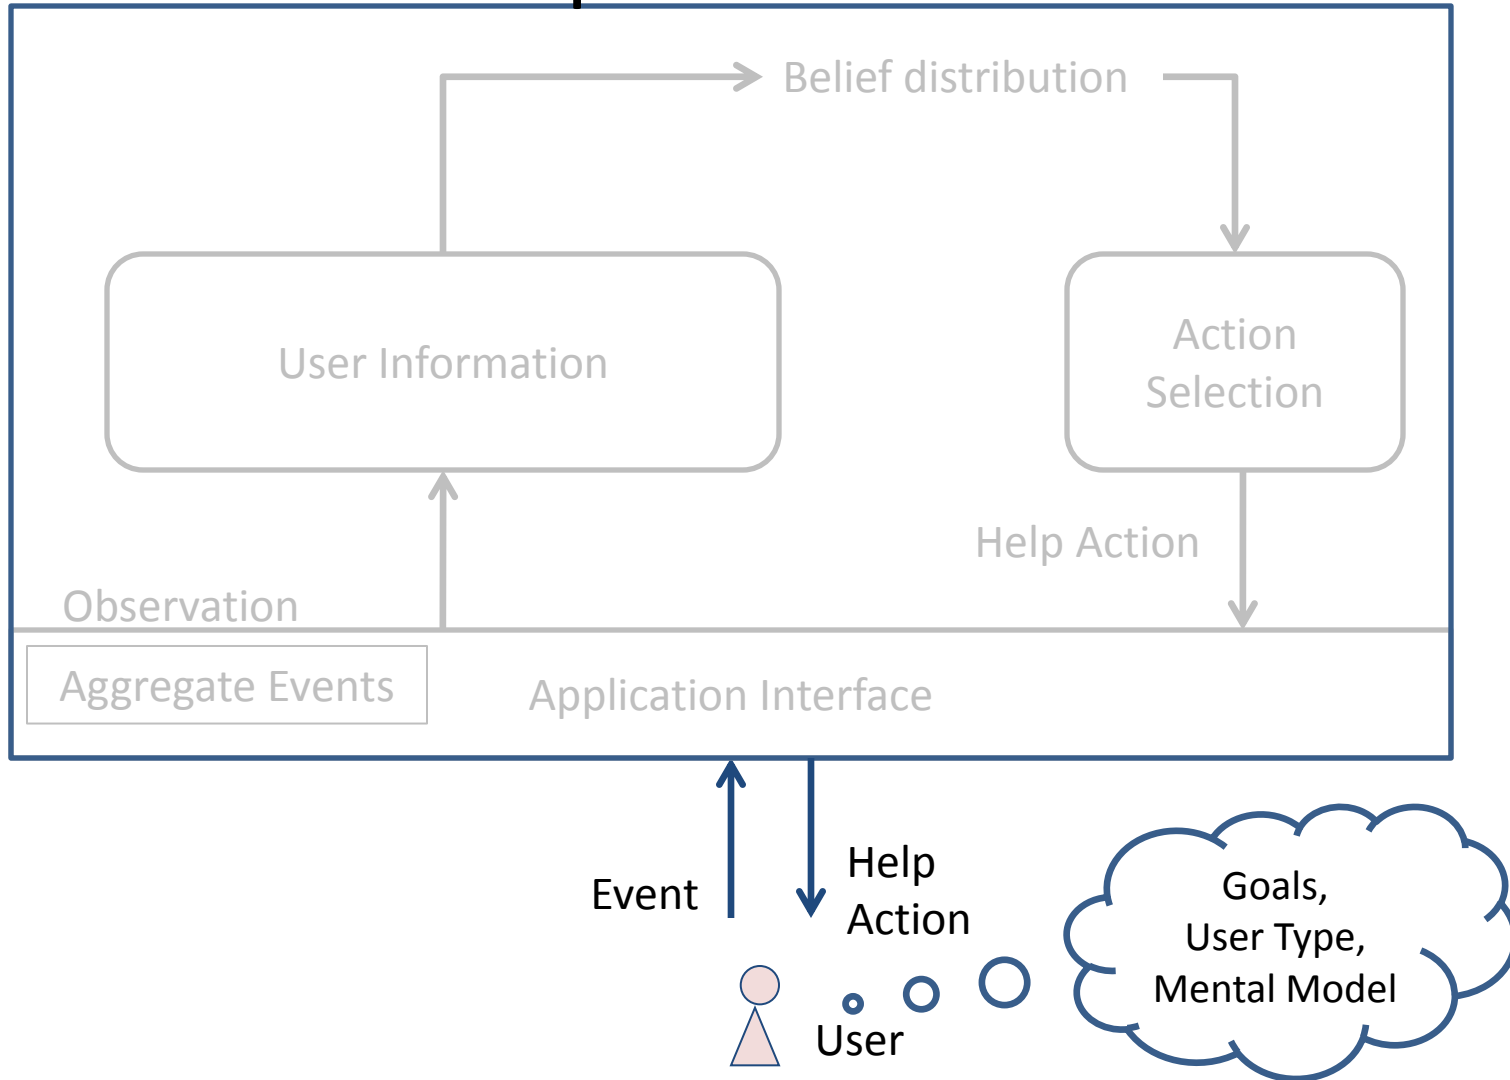 Belief distribution
User Information
Action
Selection
Help Action
Observation
Aggregate Events
Application Interface
Event
Help
Action
Goals,
User Type,
Mental Model
User